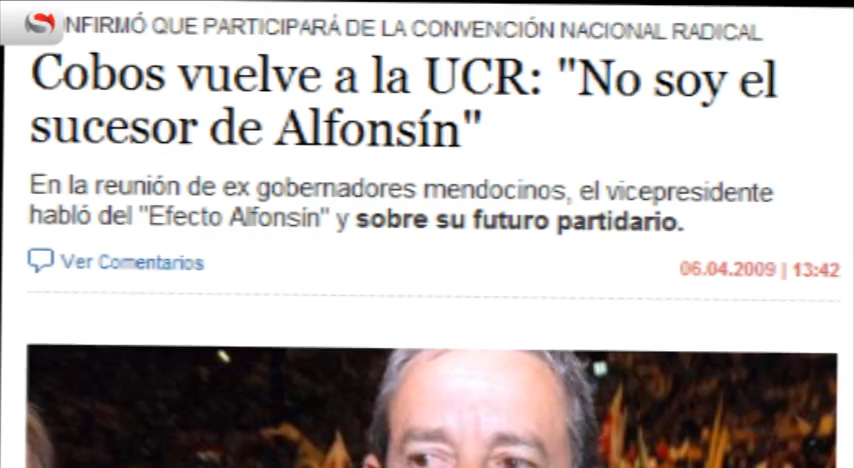 NFIRMÓ QUE PARTICIPARÁ DE LA CONVENCIÓN NACIONAL RADICAL
Cobos vuelve a la UCR: "No soy el
sucesor de Alfonsín"
En la reunión de ex gobernadores mendocinos, el vicepresidente
habló del "Efecto Alfonsín" y sobre su futuro partidario.
Ver Comentarios
06.04.2009 | 13:42